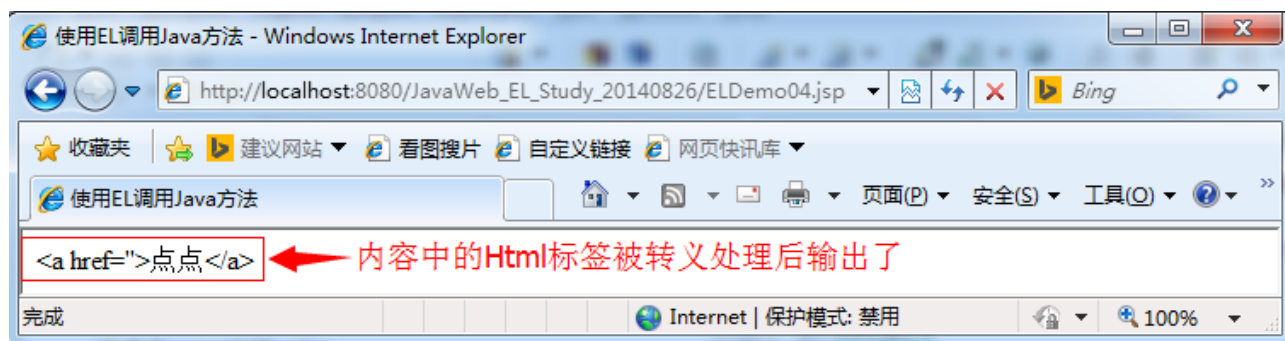 使用EL调用Java方法 - Windows Internet Explorer
http://localhost:8080/JavaWeb_EL_Study_20140826/ELDemo04.jsp
Bing
收藏夹 建议网站 看图搜片 自定义链接 网页快讯库
使用EL调用Java方法 页面(P) 安全(S) 工具(O)
<a href=''>点点</a> 内容中的Html标签被转义处理后输出了
完成 Internet | 保护模式: 禁用 100%